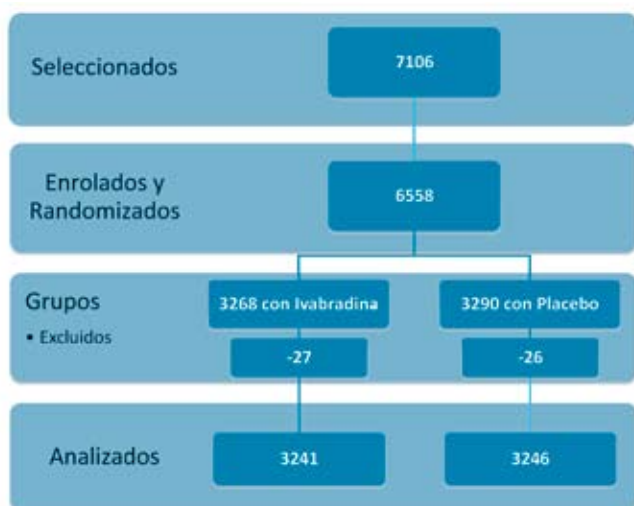 Seleccionados
7106
Enrolados y
Randomizados
6558
Grupos
• Excluidos
3268 con Ivabradina
3290 con Placebo
-27
-26
Analizados
3241
3246